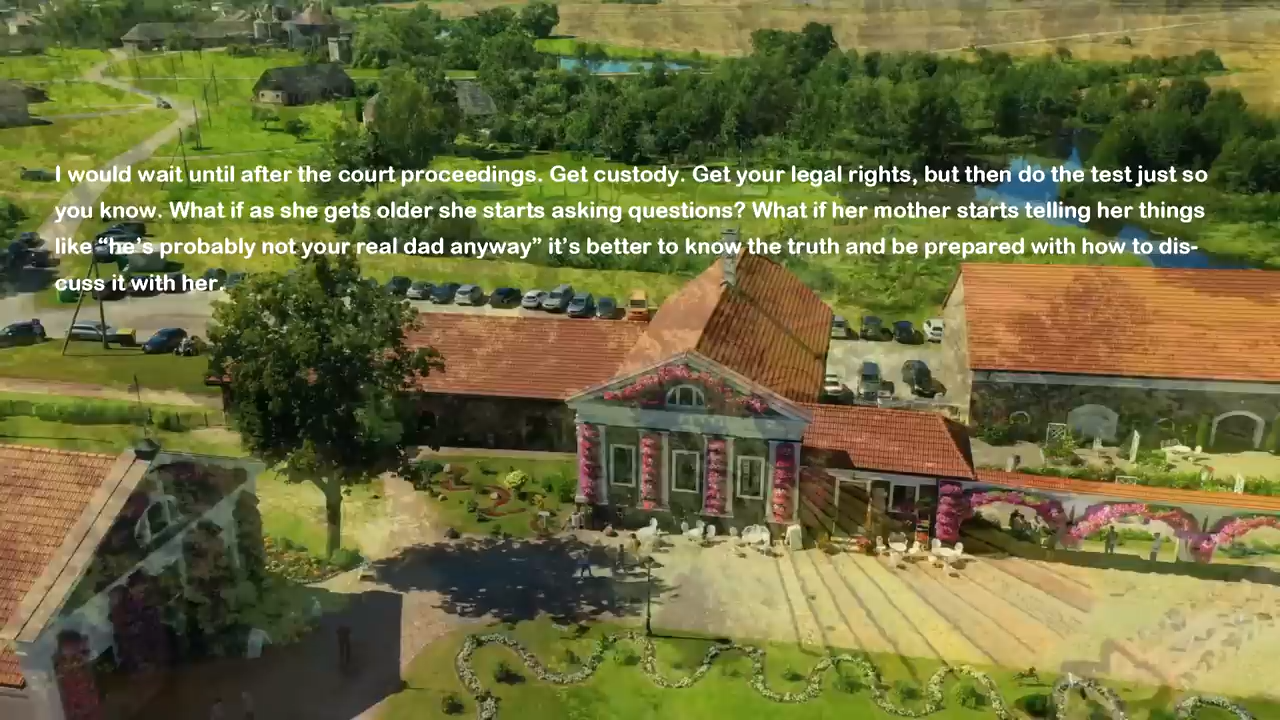 I would wait until after the court proceedings. Get custody. Get your legal rights, but then do the test just so
you know. What if as she gets older she starts asking questions? What if her mother starts telling her things
like “he’s probably not your real dad anyway” it’s better to know the truth and be prepared with how to dis-
cuss it with her.